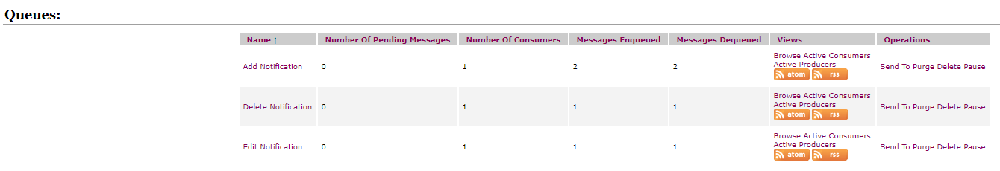 Queues:
Name ↑ Number Of Pending Messages Number Of Consumers Messages Enqueued Messages Dequeued Views Operations
Browse Active Consumers
Add Notification 0 1 2 2 Active Producers Send To Purge Delete Pause
atom rss
Browse Active Consumers
Delete Notification 0 1 1 1 Active Producers Send To Purge Delete Pause
atom rss
Browse Active Consumers
Edit Notification 0 1 1 1 Active Producers Send To Purge Delete Pause
atom rss